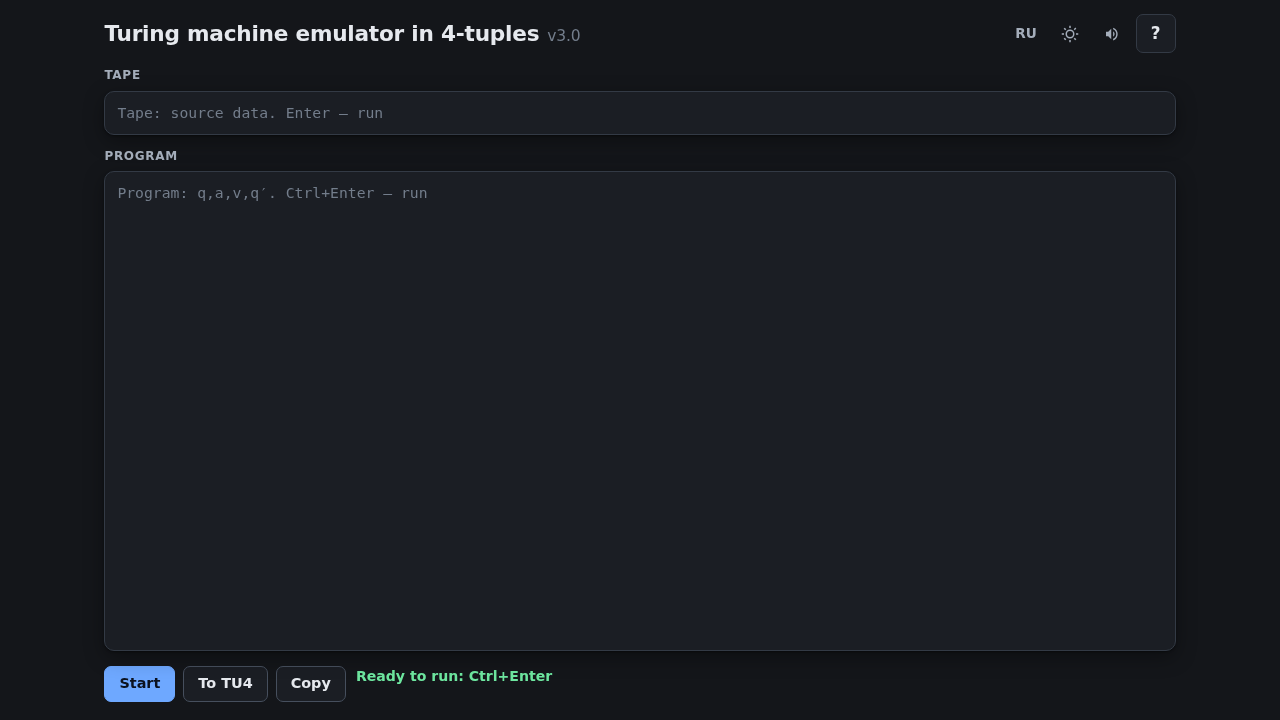 Turing machine emulator in 4-tuples v3.0
RU
?
TAPE
Tape: source data. Enter — run
PROGRAM
Program: q,a,v,q′. Ctrl+Enter — run
Start
To TU4
Copy
Ready to run: Ctrl+Enter